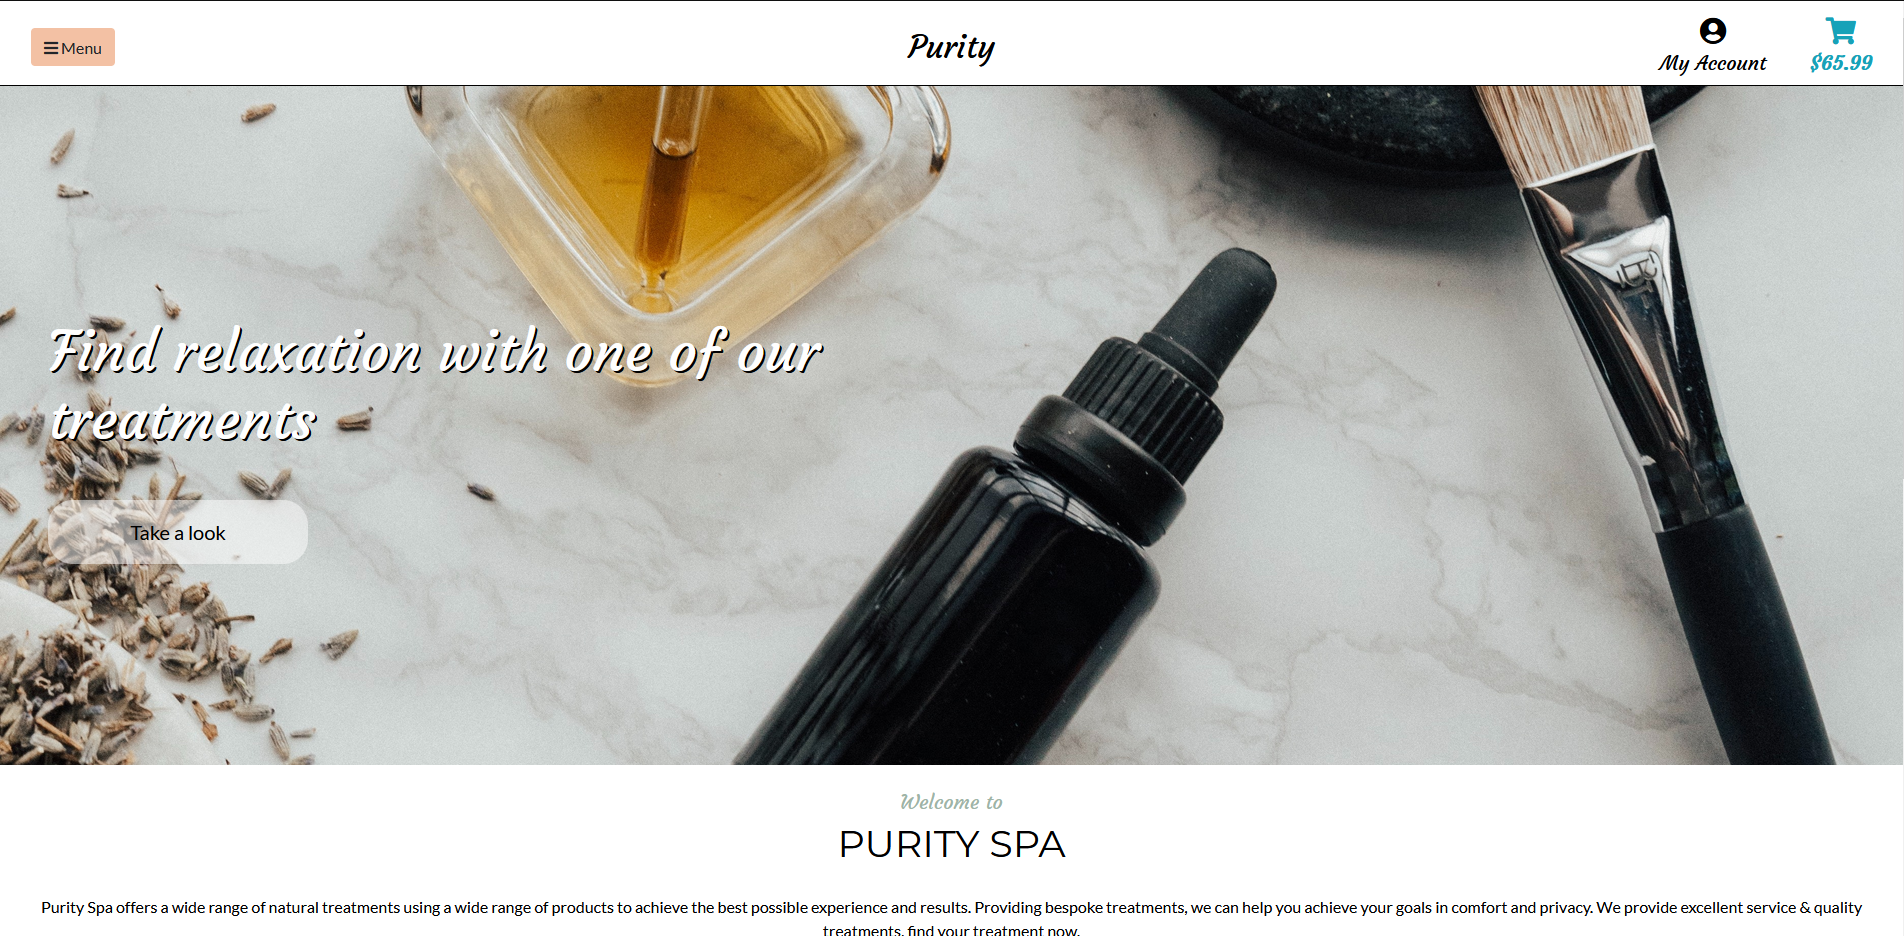 Menu
Purity
My Account
$65.99
Find relaxation with one of our
treatments
Take a look
Welcome to
PURITY SPA
Purity Spa offers a wide range of natural treatments using a wide range of products to achieve the best possible experience and results. Providing bespoke treatments, we can help you achieve your goals in comfort and privacy. We provide excellent service & quality
treatments, find your treatment now.